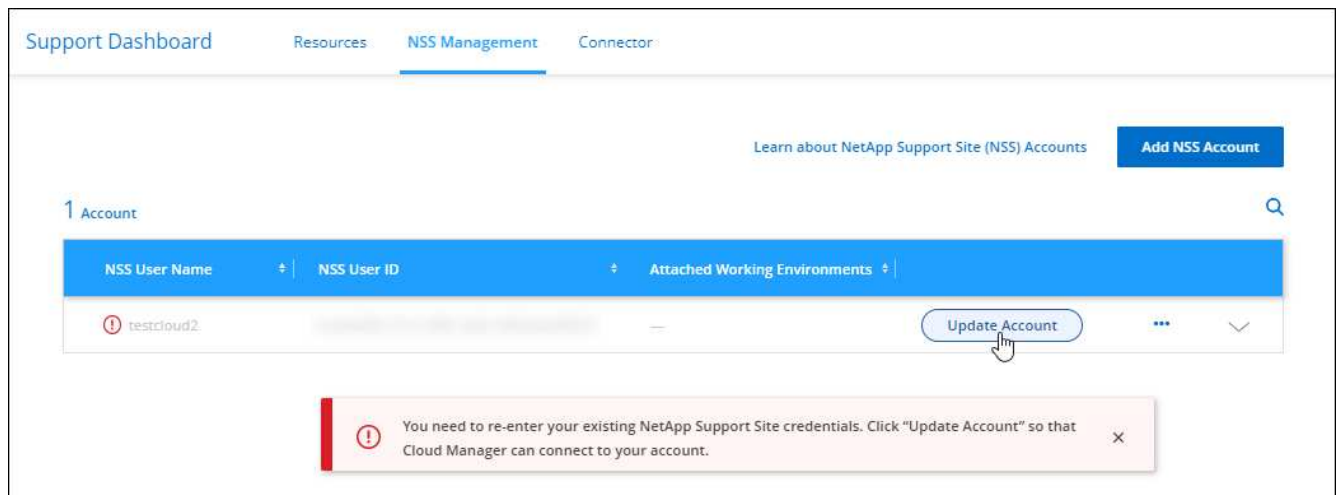 Support Dashboard Resources NSS Management Connector
Learn about NetApp Support Site (NSS) Accounts Add NSS Account
1 Account
NSS User Name NSS User ID Attached Working Environments
testcloud2 — Update Account
You need to re-enter your existing NetApp Support Site credentials. Click “Update Account” so that
Cloud Manager can connect to your account.